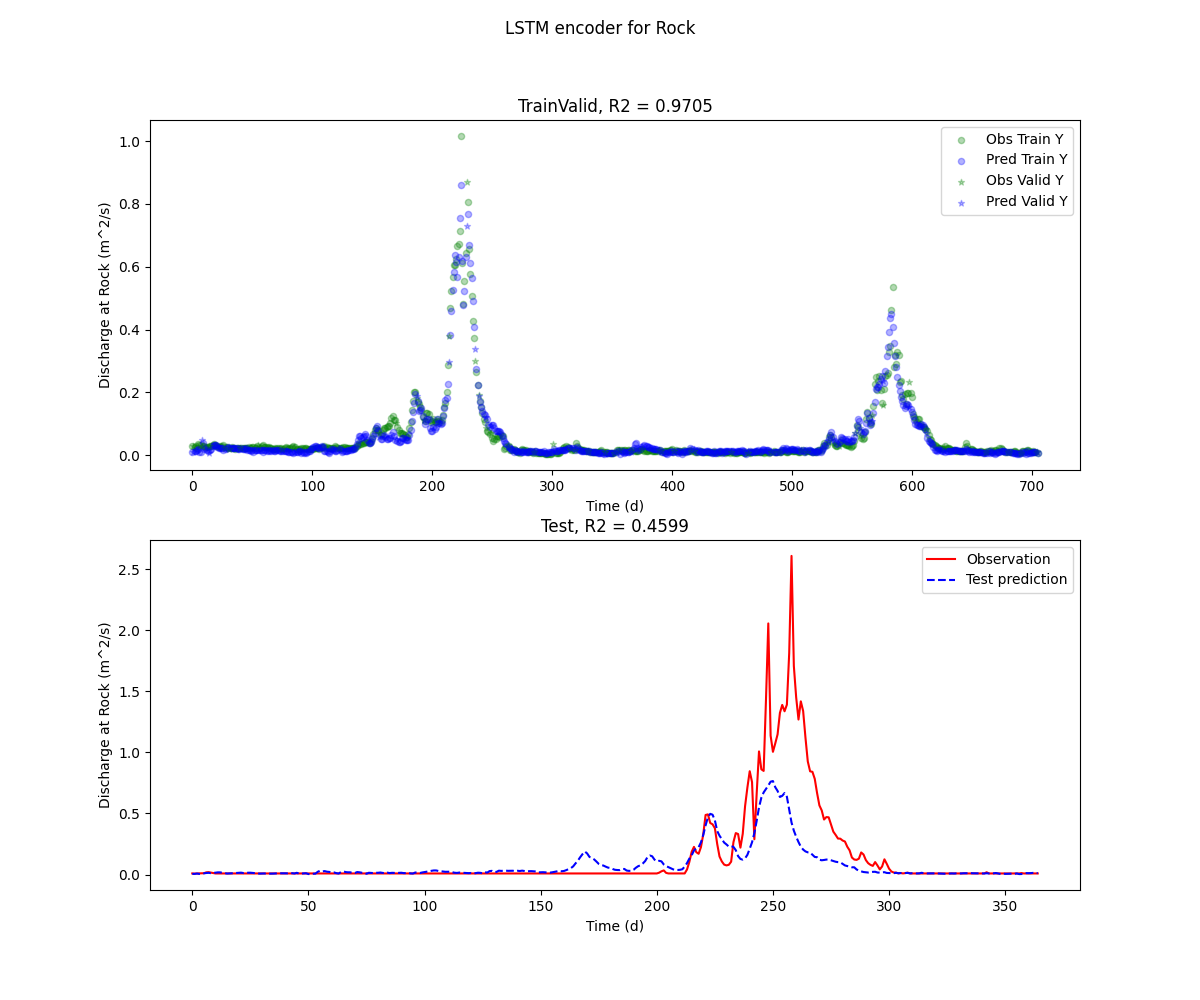 LSTM encoder for Rock
TrainValid, R2 = 0.9705
Discharge at Rock (m^2/s)
1.0
0.8
0.6
0.4
0.2
0.0
Obs Train Y
Pred Train Y
Obs Valid Y
Pred Valid Y
0 100 200 300 400 500 600 700
Time (d)
Test, R2 = 0.4599
Discharge at Rock (m^2/s)
2.5
2.0
1.5
1.0
0.5
0.0
Observation
Test prediction
0 50 100 150 200 250 300 350
Time (d)